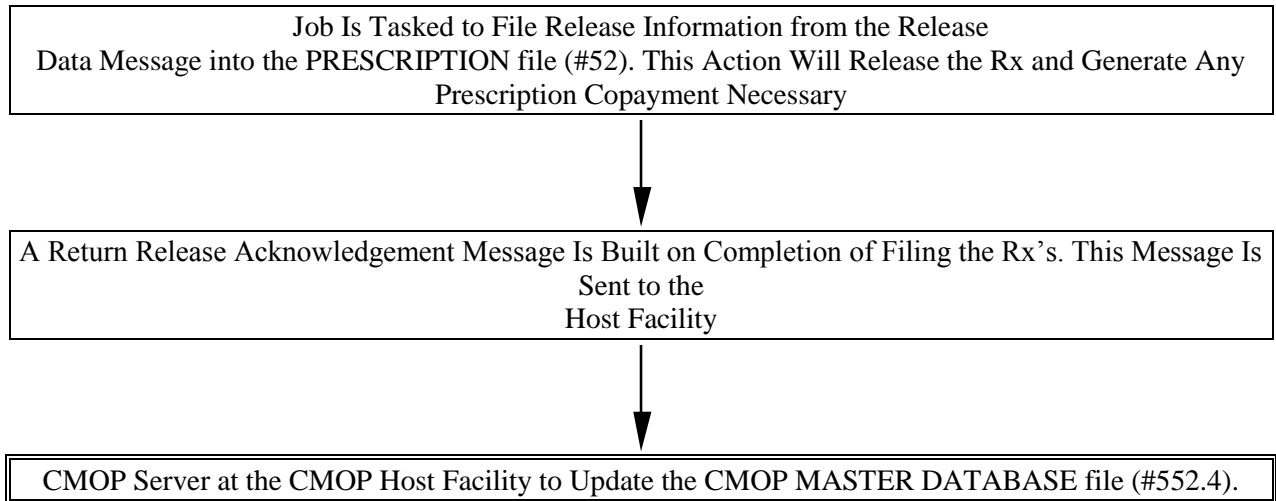 Job Is Tasked to File Release Information from the Release
Data Message into the PRESCRIPTION file (#52). This Action Will Release the Rx and Generate Any
Prescription Copayment Necessary
A Return Release Acknowledgement Message Is Built on Completion of Filing the Rx’s. This Message Is
Sent to the
Host Facility
CMOP Server at the CMOP Host Facility to Update the CMOP MASTER DATABASE file (#552.4).